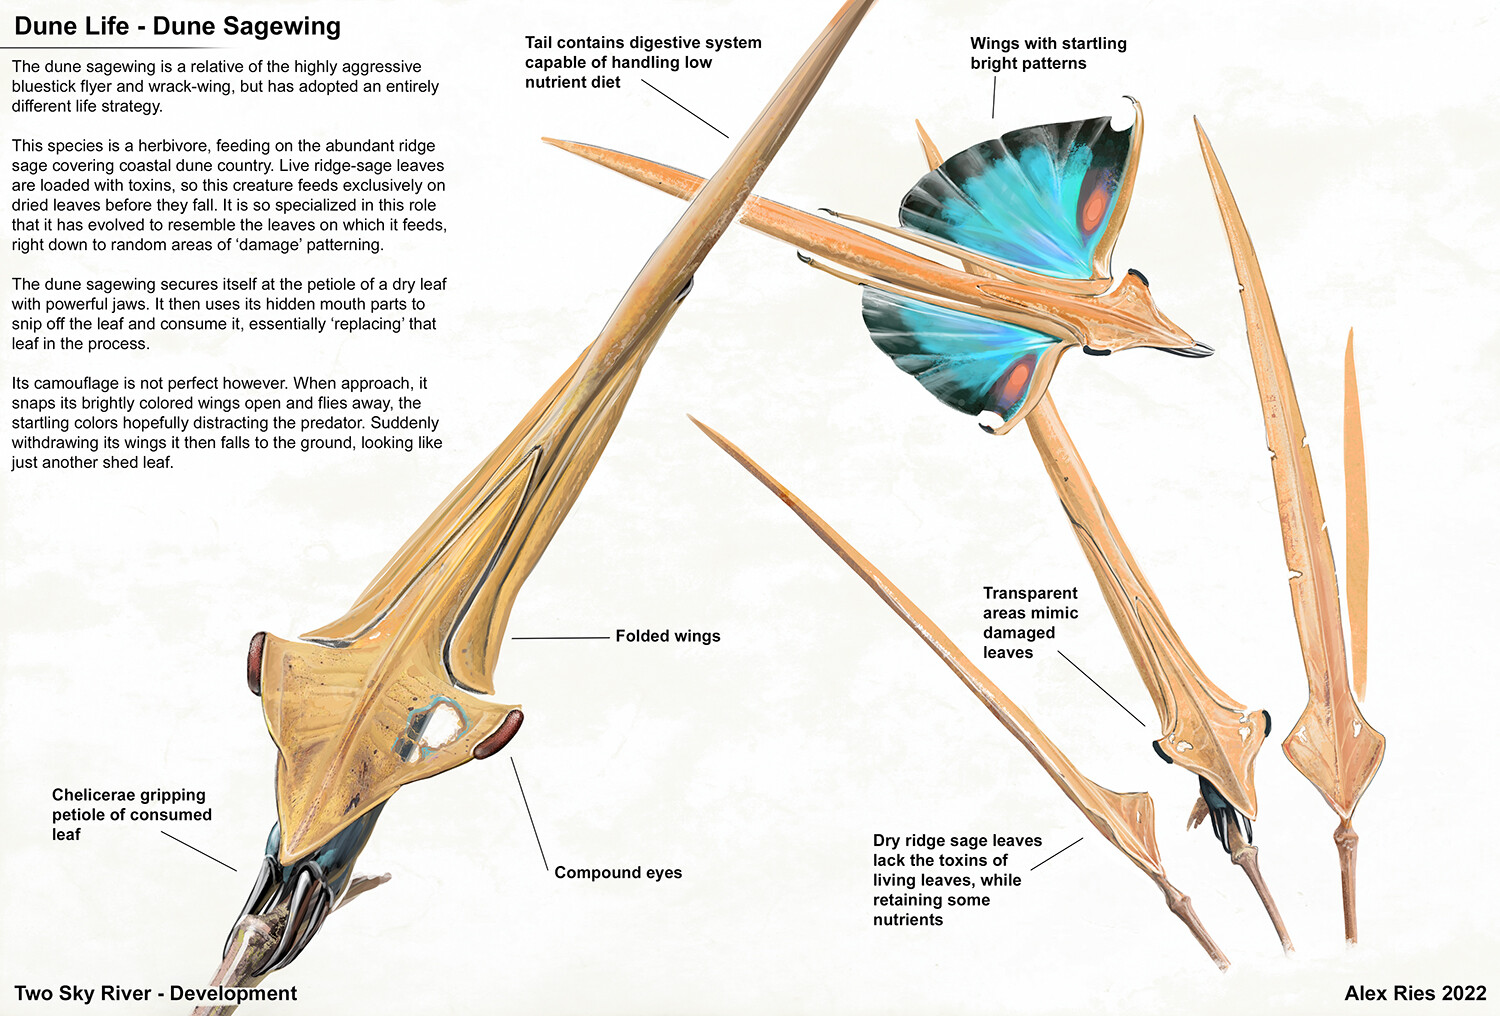 Dune Life - Dune Sagewing
The dune sagewing is a relative of the highly aggressive
bluestick flyer and wrack-wing, but has adopted an entirely
different life strategy.
This species is a herbivore, feeding on the abundant ridge
sage covering coastal dune country. Live ridge-sage leaves
are loaded with toxins, so this creature feeds exclusively on
dried leaves before they fall. It is so specialized in this role
that it has evolved to resemble the leaves on which it feeds,
right down to random areas of ‘damage’ patterning.
The dune sagewing secures itself at the petiole of a dry leaf
with powerful jaws. It then uses its hidden mouth parts to
snip off the leaf and consume it, essentially ‘replacing’ that
leaf in the process.
Its camouflage is not perfect however. When approach, it
snaps its brightly colored wings open and flies away, the
startling colors hopefully distracting the predator. Suddenly
withdrawing its wings it then falls to the ground, looking like
just another shed leaf.
Tail contains digestive system
capable of handling low
nutrient diet
Wings with startling
bright patterns
Folded wings
Transparent
areas mimic
damaged
leaves
Chelicerae gripping
petiole of consumed
leaf
Compound eyes
Dry ridge sage leaves
lack the toxins of
living leaves, while
retaining some
nutrients
Two Sky River - Development
Alex Ries 2022